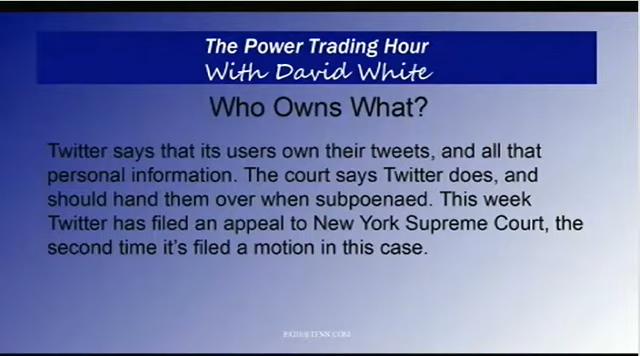 The Power Trading Hour
With David White
Who Owns What?
Twitter says that its users own their tweets, and all that
personal information. The court says Twitter does, and
should hand them over when subpoenaed. This week
Twitter has filed an appeal to New York Supreme Court, the
second time it's filed a motion in this case.